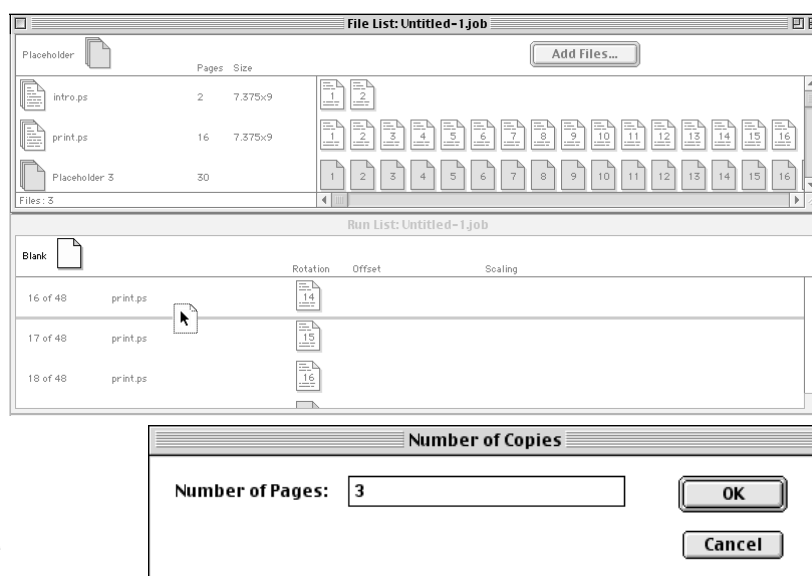 File List: Untitled-1.job
Placeholder
Add Files...
Pages Size
intro.ps 2 7.375x9 1 2
print.ps 16 7.375x9 1 2 3 4 5 6 7 8 9 10 11 12 13 14 15 16
Placeholder 3 30 1 2 3 4 5 6 7 8 9 10 11 12 13 14 15 16
Files: 3
Run List: Untitled-1.job
Blank
Rotation Offset Scaling
16 of 48 print.ps 14
17 of 48 print.ps 15
18 of 48 print.ps 16
Number of Copies
Number of Pages: 3 OK
Cancel